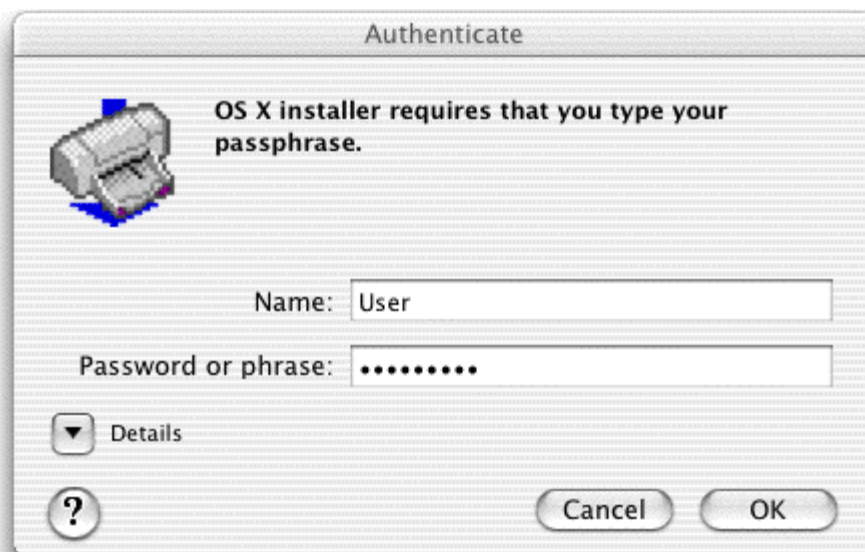 Authenticate
OS X installer requires that you type your
passphrase.
Name: User
Password or phrase: •••••••••
Details
?
Cancel OK